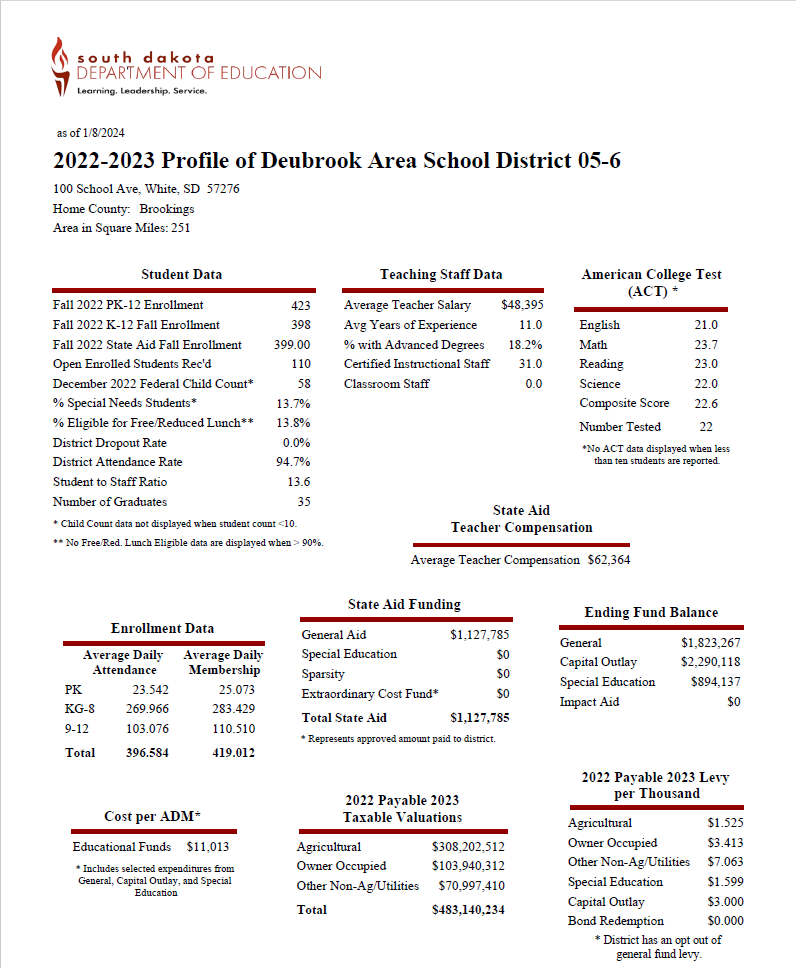 south dakota
DEPARTMENT OF EDUCATION
Learning. Leadership. Service.
as of 1/8/2024
2022-2023 Profile of Deubrook Area School District 05-6
100 School Ave, White, SD 57276
Home County: Brookings
Area in Square Miles: 251
Student Data
Fall 2022 PK-12 Enrollment 423
Fall 2022 K-12 Fall Enrollment 398
Fall 2022 State Aid Fall Enrollment 399.00
Open Enrolled Students Rec'd 110
December 2022 Federal Child Count* 58
% Special Needs Students* 13.7%
% Eligible for Free/Reduced Lunch** 13.8%
District Dropout Rate 0.0%
District Attendance Rate 94.7%
Student to Staff Ratio 13.6
Number of Graduates 35
* Child Count data not displayed when student count <10.
** No Free/Red. Lunch Eligible data are displayed when > 90%.
Teaching Staff Data
Average Teacher Salary $48,395
Avg Years of Experience 11.0
% with Advanced Degrees 18.2%
Certified Instructional Staff 31.0
Classroom Staff 0.0
American College Test
(ACT) *
English 21.0
Math 23.7
Reading 23.0
Science 22.0
Composite Score 22.6
Number Tested 22
*No ACT data displayed when less
than ten students are reported.
State Aid
Teacher Compensation
Average Teacher Compensation $62,364
Enrollment Data
Average Daily Average Daily
Attendance Membership
PK 23.542 25.073
KG-8 269.966 283.429
9-12 103.076 110.510
Total 396.584 419.012
State Aid Funding
General Aid $1,127,785
Special Education $0
Sparsity $0
Extraordinary Cost Fund* $0
Total State Aid $1,127,785
* Represents approved amount paid to district.
Ending Fund Balance
General $1,823,267
Capital Outlay $2,290,118
Special Education $894,137
Impact Aid $0
Cost per ADM*
Educational Funds $11,013
* Includes selected expenditures from
General, Capital Outlay, and Special
Education
2022 Payable 2023
Taxable Valuations
Agricultural $308,202,512
Owner Occupied $103,940,312
Other Non-Ag/Utilities $70,997,410
Total $483,140,234
2022 Payable 2023 Levy
per Thousand
Agricultural $1.525
Owner Occupied $3.413
Other Non-Ag/Utilities $7.063
Special Education $1.599
Capital Outlay $3.000
Bond Redemption $0.000
* District has an opt out of
general fund levy.